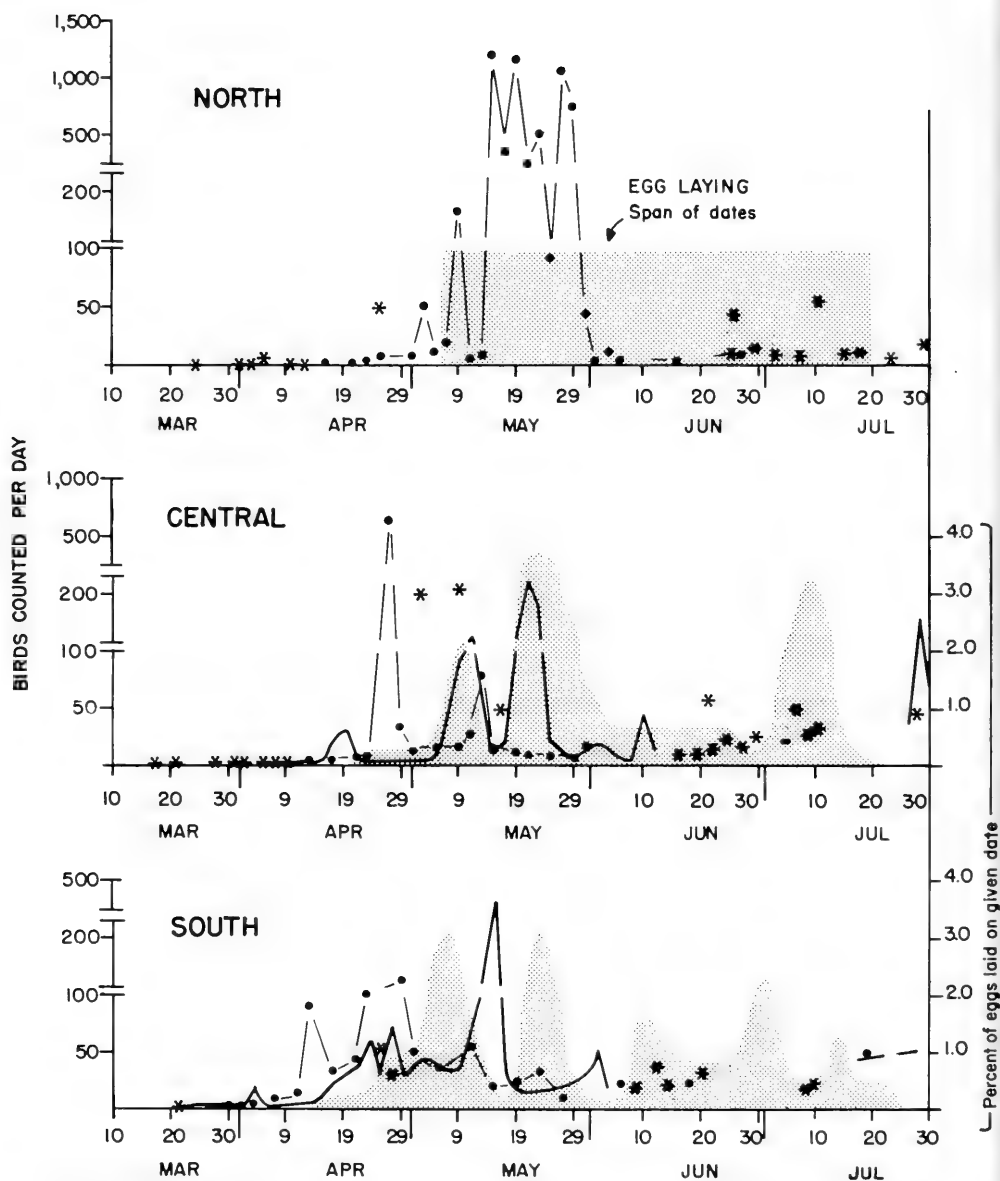 1,500
1,000
500
200
100
50
NORTH
EGG LAYING
Span of dates
10 20 30 9 19 29 9 19 29 10 20 30 10 20 30
MAR APR MAY JUN JUL
BIRDS COUNTED PER DAY
1,000
500
200
100
50
CENTRAL
4.0
3.0
2.0
1.0
10 20 30 9 19 29 9 19 29 10 20 30 10 20 30
MAR APR MAY JUN JUL
500
200
100
50
SOUTH
4.0
3.0
2.0
1.0
Percent of eggs laid on given date
10 20 30 9 19 29 9 19 29 10 20 30 10 20 30
MAR APR MAY JUN JUL